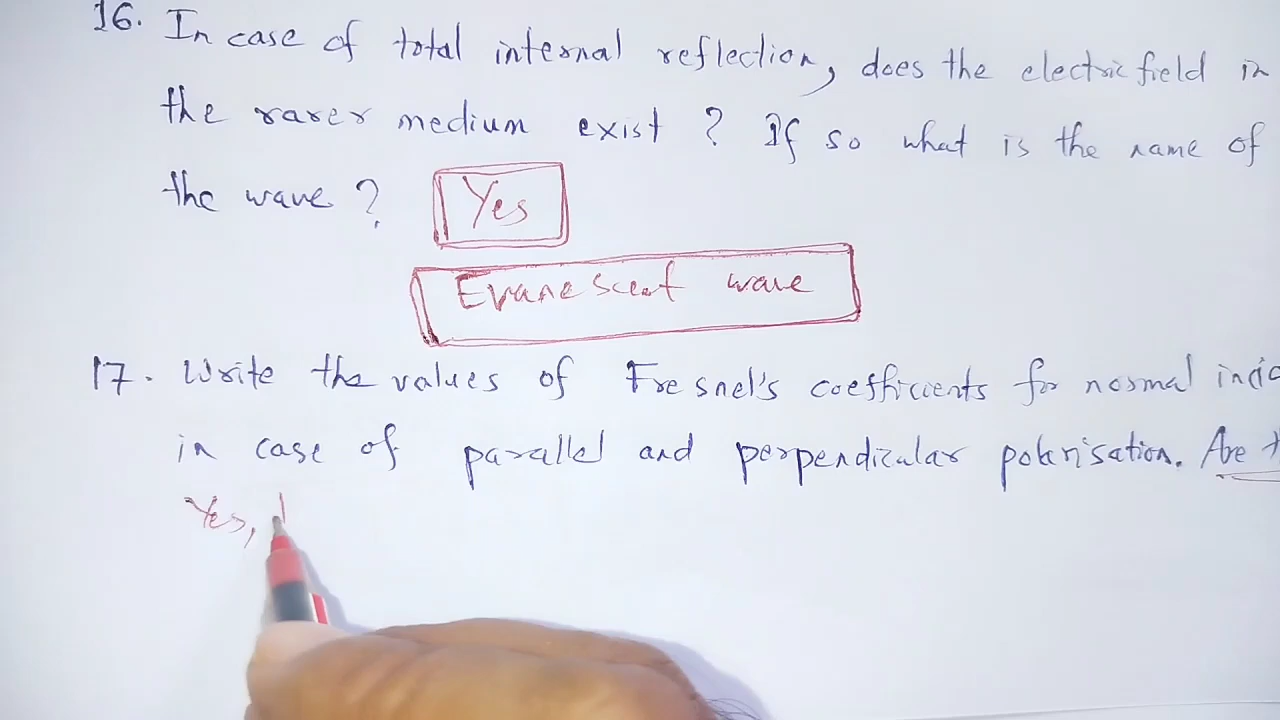 16. In case of total internal reflection, does the electric field in
the rarer medium exist ? If so what is the name of
the wave ? Yes
Evanescent wave
17. Write the values of Fresnel's coefficients for normal
in case of parallel and perpendicular polarisation. Are
Yes,